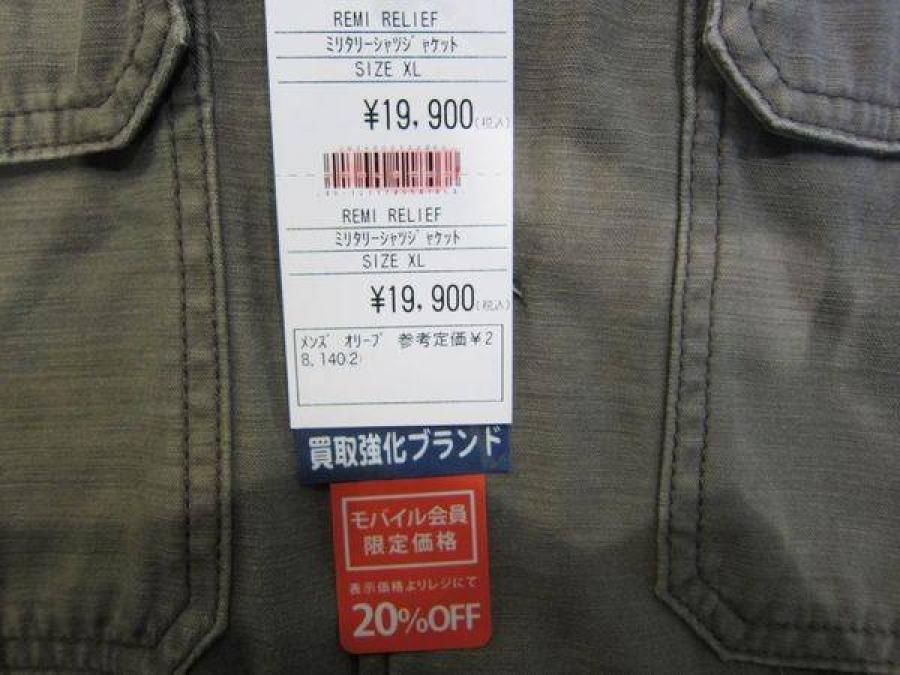 REMI RELIEF
ﾐﾘﾀﾘｰｼｬﾂｼﾞｬｹｯﾄ
SIZE XL
¥19,900(税込)
REMI RELIEF
ﾐﾘﾀﾘｰｼｬﾂｼﾞｬｹｯﾄ
SIZE XL
¥19,900(税込)
ﾒﾝｽﾞ ｵﾘｰﾌﾞ 参考定価¥2
8,140.2)
買取強化ブランド
モバイル会員
限定価格
表示価格よりレジにて
20%OFF